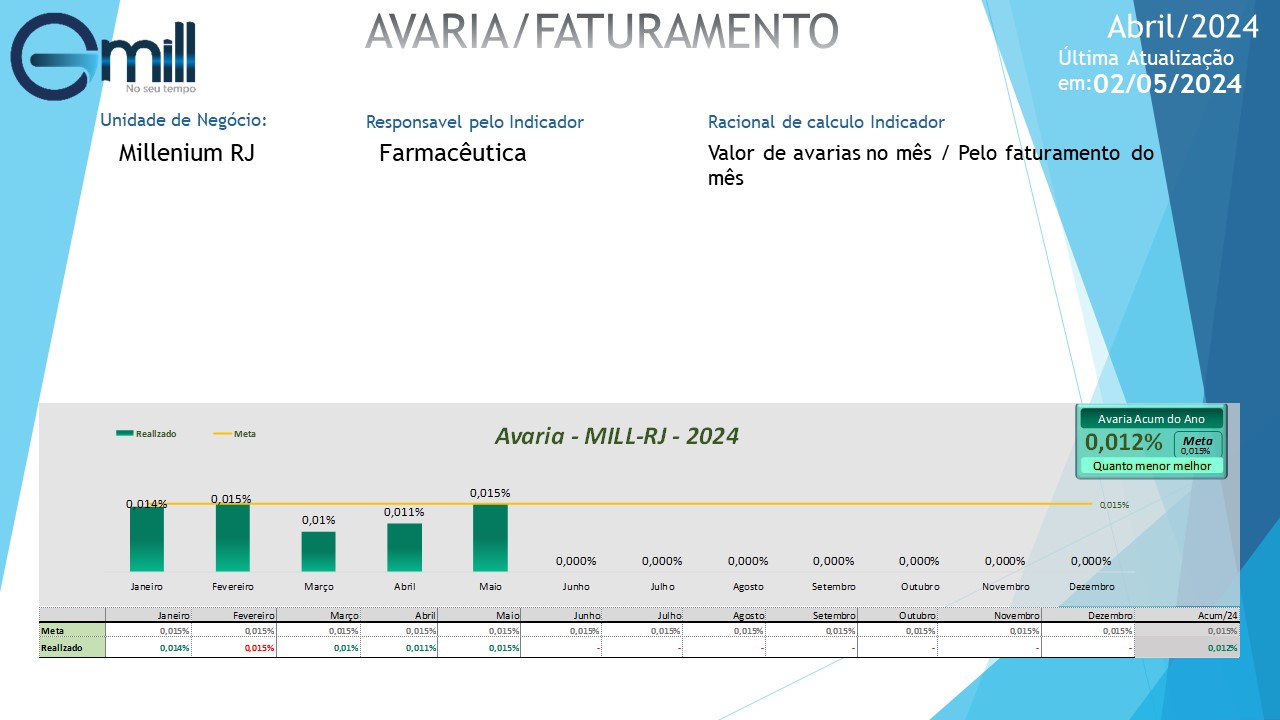 mill
No seu tempo
AVARIA/FATURAMENTO
Abril/2024
Última Atualização
em:02/05/2024
Unidade de Negócio:
Millenium RJ
Responsavel pelo Indicador
Farmacêutica
Racional de calculo Indicador
Valor de avarias no mês / Pelo faturamento do
mês
Realizado Meta
Avaria - MILL-RJ - 2024
Avaria Acum do Ano
0,012% Meta
0,015%
Quanto menor melhor
0,014% 0,015% 0,01% 0,011% 0,015% 0,000% 0,000% 0,000% 0,000% 0,000% 0,000% 0,000% 0,015%
Janeiro Fevereiro Março Abril Maio Junho Julho Agosto Setembro Outubro Novembro Dezembro
Janeiro Fevereiro Março Abril Maio Junho Julho Agosto Setembro Outubro Novembro Dezembro Acum/24
Meta 0,015% 0,015% 0,015% 0,015% 0,015% 0,015% 0,015% 0,015% 0,015% 0,015% 0,015% 0,015% 0,015%
Realizado 0,014% 0,015% 0,01% 0,011% 0,015% - - - - - - - 0,012%